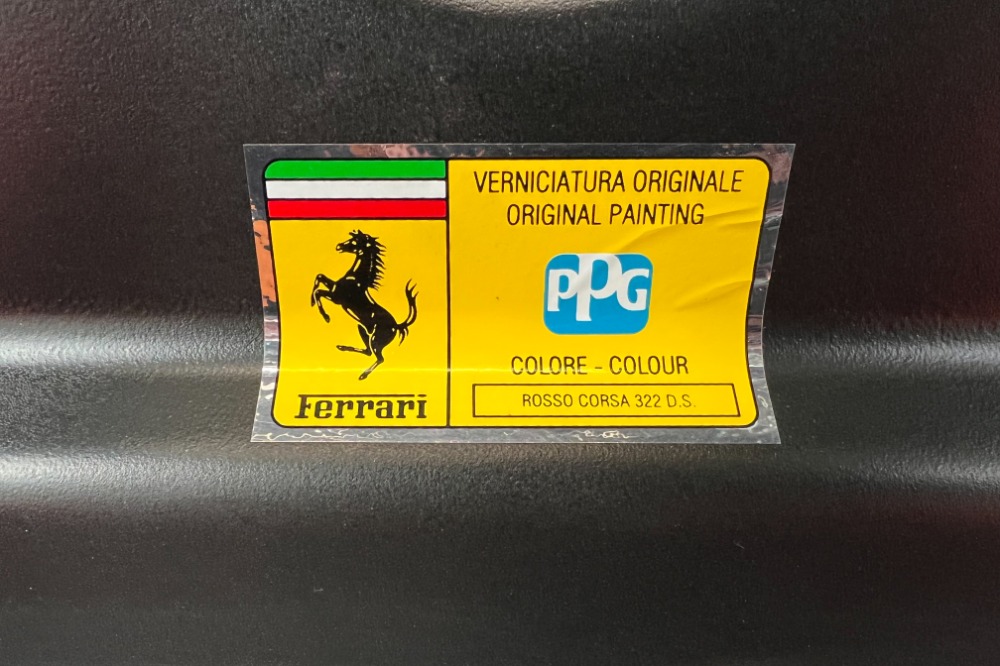 VERNICIATURA ORIGINALE
ORIGINAL PAINTING
PPG
COLORE - COLOUR
ROSSO CORSA 322 D.S.
Ferrari